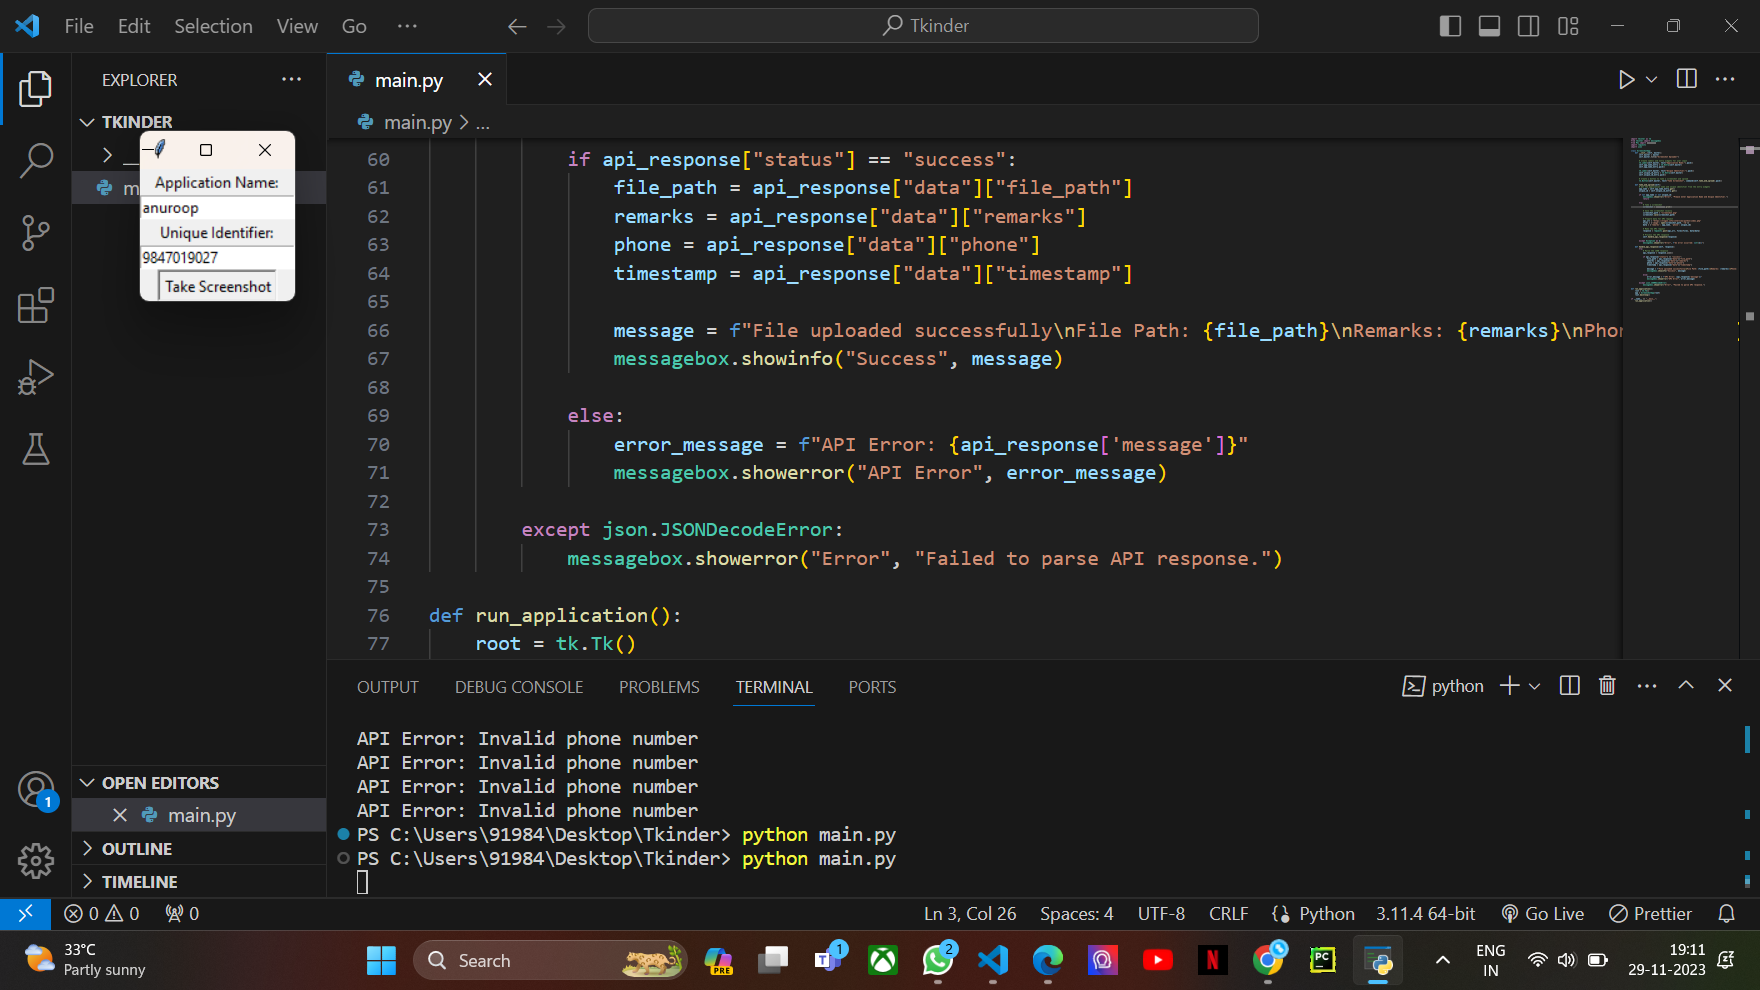 File Edit Selection View Go ··· Tkinder
EXPLORER
main.py
TKINDER
main.py > ...
Application Name:
anuroop
Unique Identifier:
9847019027
Take Screenshot
60 if api_response["status"] == "success":
61 file_path = api_response["data"]["file_path"]
62 remarks = api_response["data"]["remarks"]
63 phone = api_response["data"]["phone"]
64 timestamp = api_response["data"]["timestamp"]
65
66 message = f"File uploaded successfully\nFile Path: {file_path}\nRemarks: {remarks}\nPhon
67 messagebox.showinfo("Success", message)
68
69 else:
70 error_message = f"API Error: {api_response['message']}"
71 messagebox.showerror("API Error", error_message)
72
73 except json.JSONDecodeError:
74 messagebox.showerror("Error", "Failed to parse API response.")
75
76 def run_application():
77 root = tk.Tk()
OUTPUT DEBUG CONSOLE PROBLEMS TERMINAL PORTS
python
API Error: Invalid phone number
API Error: Invalid phone number
API Error: Invalid phone number
API Error: Invalid phone number
PS C:\Users\91984\Desktop\Tkinder> python main.py
PS C:\Users\91984\Desktop\Tkinder> python main.py
1
OPEN EDITORS
main.py
OUTLINE
TIMELINE
0 0 0 Ln 3, Col 26 Spaces: 4 UTF-8 CRLF Python 3.11.4 64-bit Go Live Prettier
33°C
Partly sunny
Search
PRE
1
2
PC
ENG
IN
19:11
29-11-2023